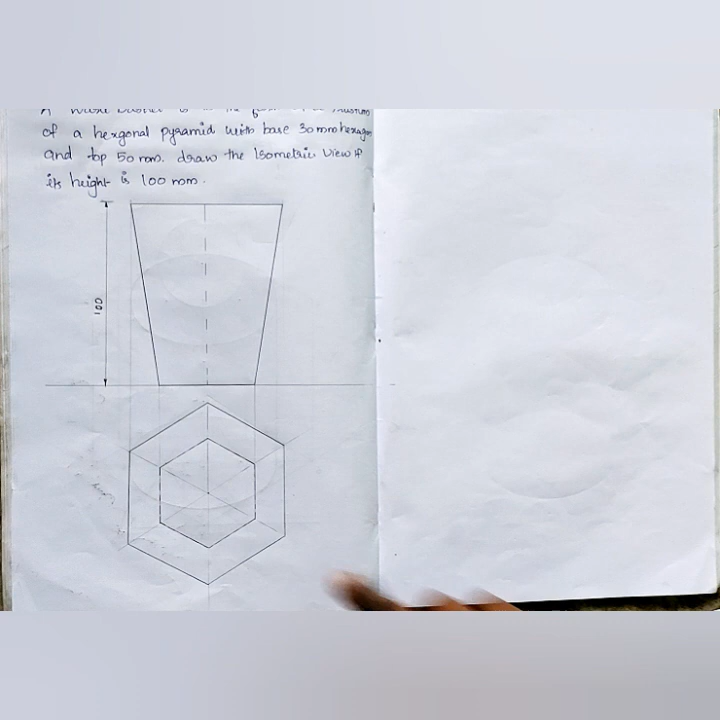 of a hexgonal pyramid with base 30 mm hexagon
and top 50 mm. draw the Isometric View if
its height is 100 mm.
100